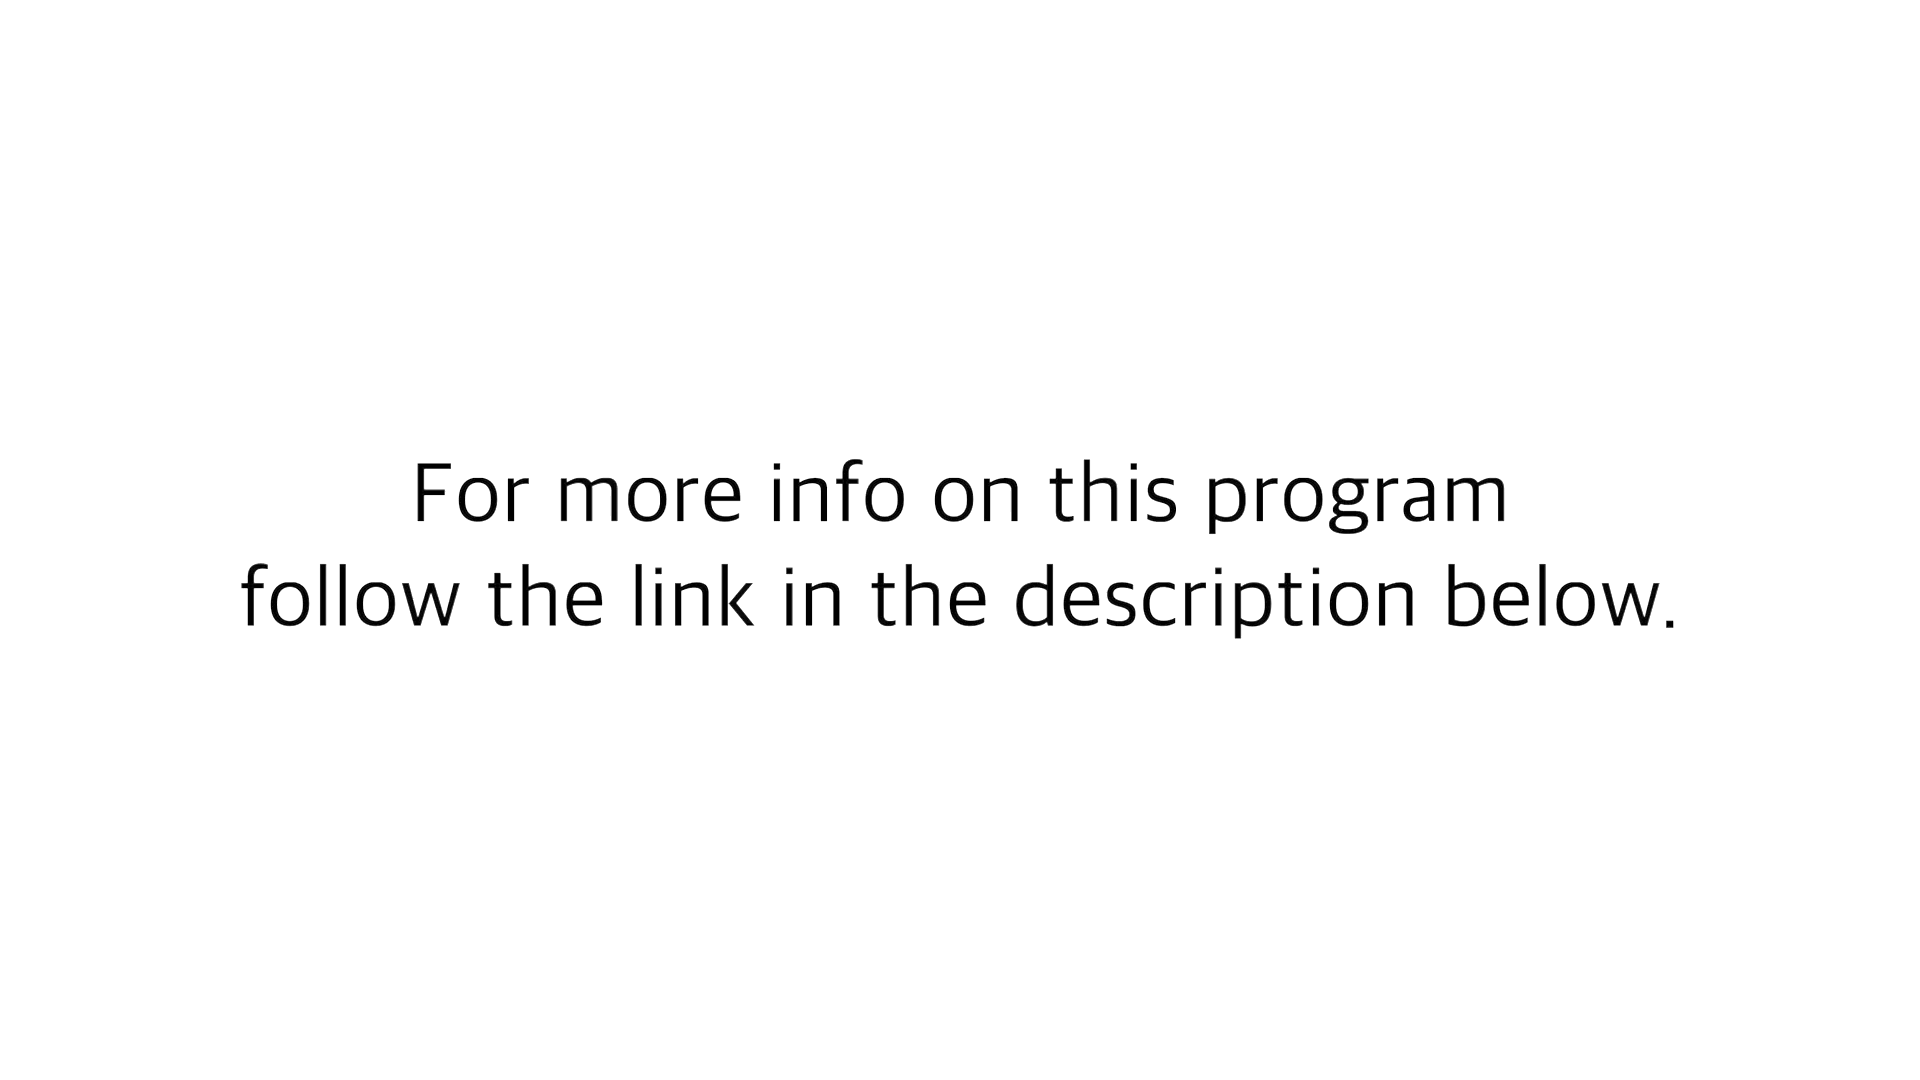 For more info on this program
follow the link in the description below.